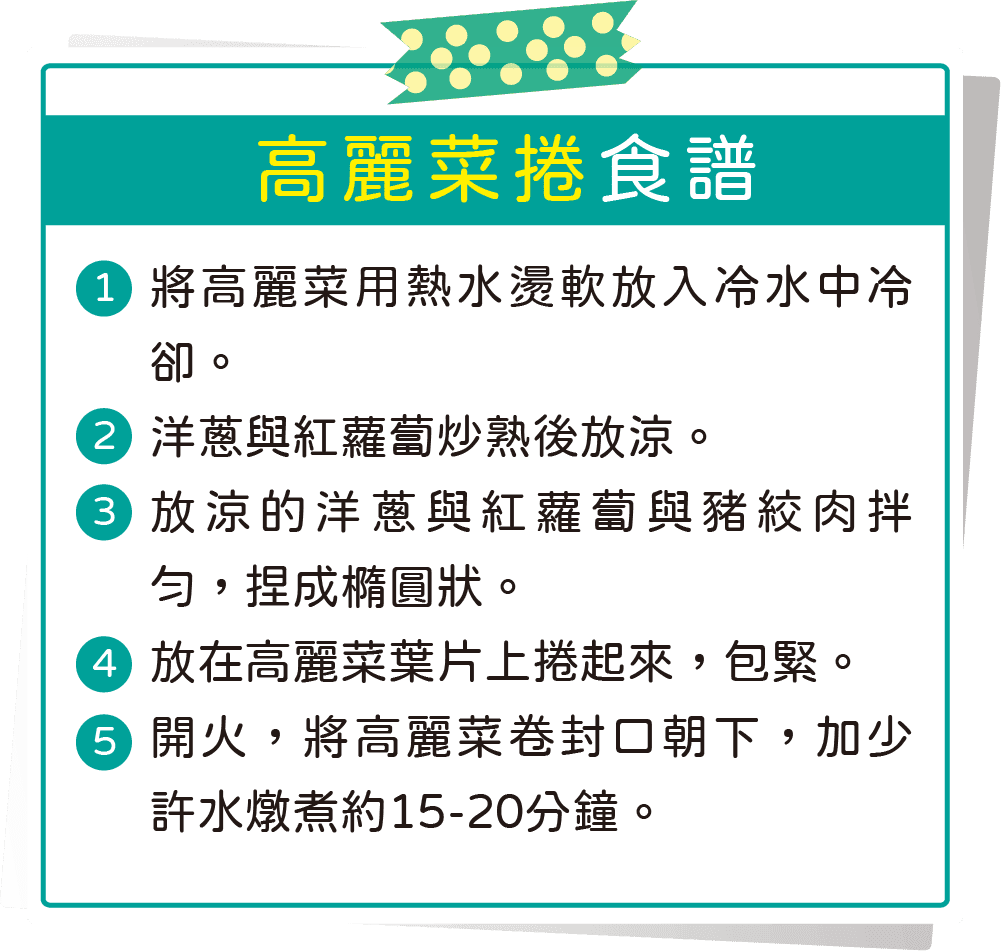 高麗菜捲食譜
1 將高麗菜用熱水燙軟放入冷水中冷
卻。
2 洋蔥與紅蘿蔔炒熟後放涼。
3 放涼的洋蔥與紅蘿蔔與豬絞肉拌
勻，捏成橢圓狀。
4 放在高麗菜葉片上捲起來，包緊。
5 開火，將高麗菜卷封口朝下，加少
許水燉煮約15-20分鐘。